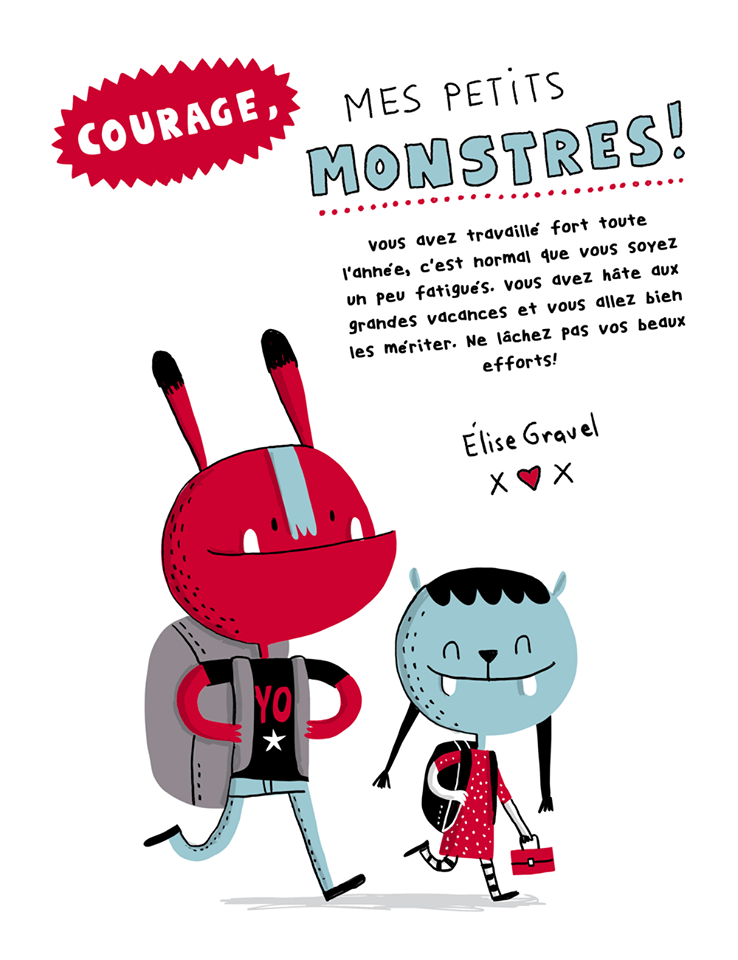 COURAGE,
MES PETITS
MONSTRES!
vous avez travaillé fort toute
l'année, c'est normal que vous soyez
un peu fatigués. vous avez hâte aux
grandes vacances et vous allez bien
les mériter. Ne lâchez pas vos beaux
efforts!
Élise Gravel
X ♥ X
YO